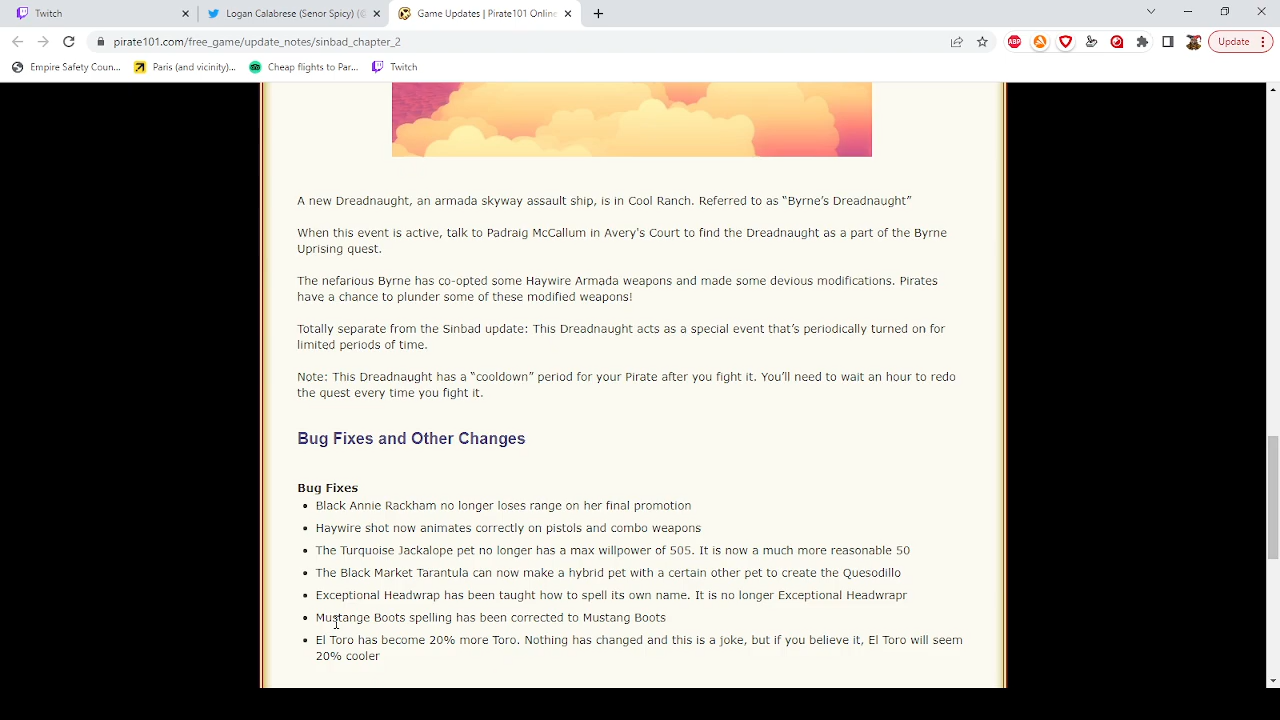 Twitch
Logan Calabrese (Senor Spicy) (@
Game Updates | Pirate101 Online
pirate101.com/free_game/update_notes/sinbad_chapter_2
ABP
Update
Empire Safety Coun...
Paris (and vicinity)...
Cheap flights to Par...
Twitch
A new Dreadnaught, an armada skyway assault ship, is in Cool Ranch. Referred to as “Byrne’s Dreadnaught”
When this event is active, talk to Padraig McCallum in Avery's Court to find the Dreadnaught as a part of the Byrne
Uprising quest.
The nefarious Byrne has co-opted some Haywire Armada weapons and made some devious modifications. Pirates
have a chance to plunder some of these modified weapons!
Totally separate from the Sinbad update: This Dreadnaught acts as a special event that’s periodically turned on for
limited periods of time.
Note: This Dreadnaught has a “cooldown” period for your Pirate after you fight it. You’ll need to wait an hour to redo
the quest every time you fight it.
Bug Fixes and Other Changes
Bug Fixes
Black Annie Rackham no longer loses range on her final promotion
Haywire shot now animates correctly on pistols and combo weapons
The Turquoise Jackalope pet no longer has a max willpower of 505. It is now a much more reasonable 50
The Black Market Tarantula can now make a hybrid pet with a certain other pet to create the Quesodillo
Exceptional Headwrap has been taught how to spell its own name. It is no longer Exceptional Headwrapr
Mustange Boots spelling has been corrected to Mustang Boots
El Toro has become 20% more Toro. Nothing has changed and this is a joke, but if you believe it, El Toro will seem
20% cooler